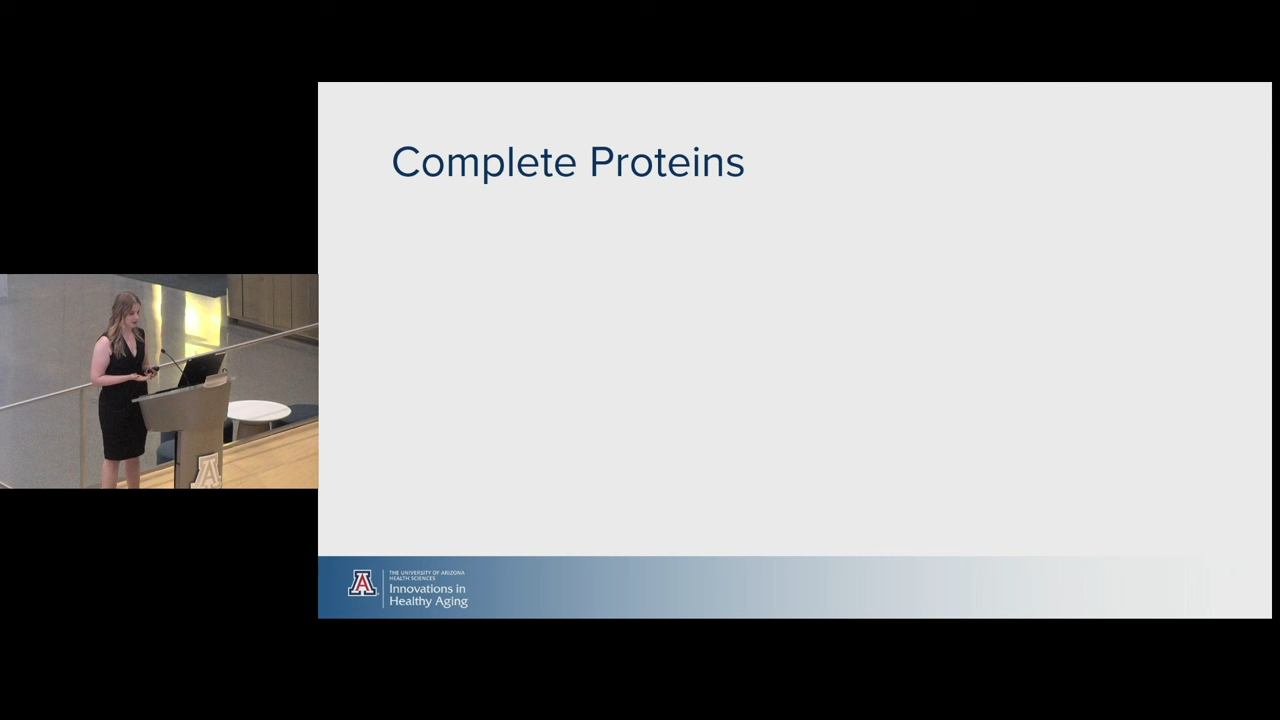 Complete Proteins
THE UNIVERSITY OF ARIZONA
HEALTH SCIENCES
Innovations in
Healthy Aging
A
A